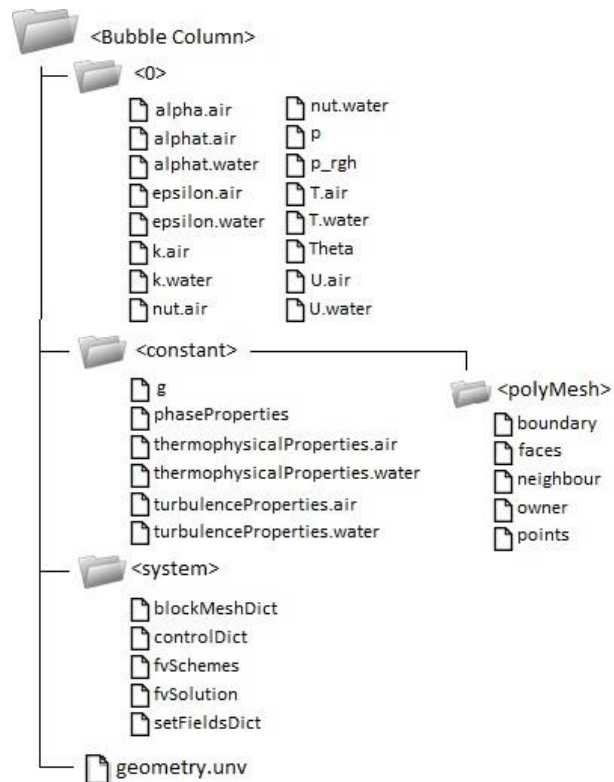 <Bubble Column>
<0>
alpha.air
alphat.air
alphat.water
epsilon.air
epsilon.water
k.air
k.water
nut.air
nut.water
p
p_rgh
T.air
T.water
Theta
U.air
U.water
<constant>
g
phaseProperties
thermophysicalProperties.air
thermophysicalProperties.water
turbulenceProperties.air
turbulenceProperties.water
<polyMesh>
boundary
faces
neighbour
owner
points
<system>
blockMeshDict
controlDict
fvSchemes
fvSolution
setFieldsDict
geometry.unv